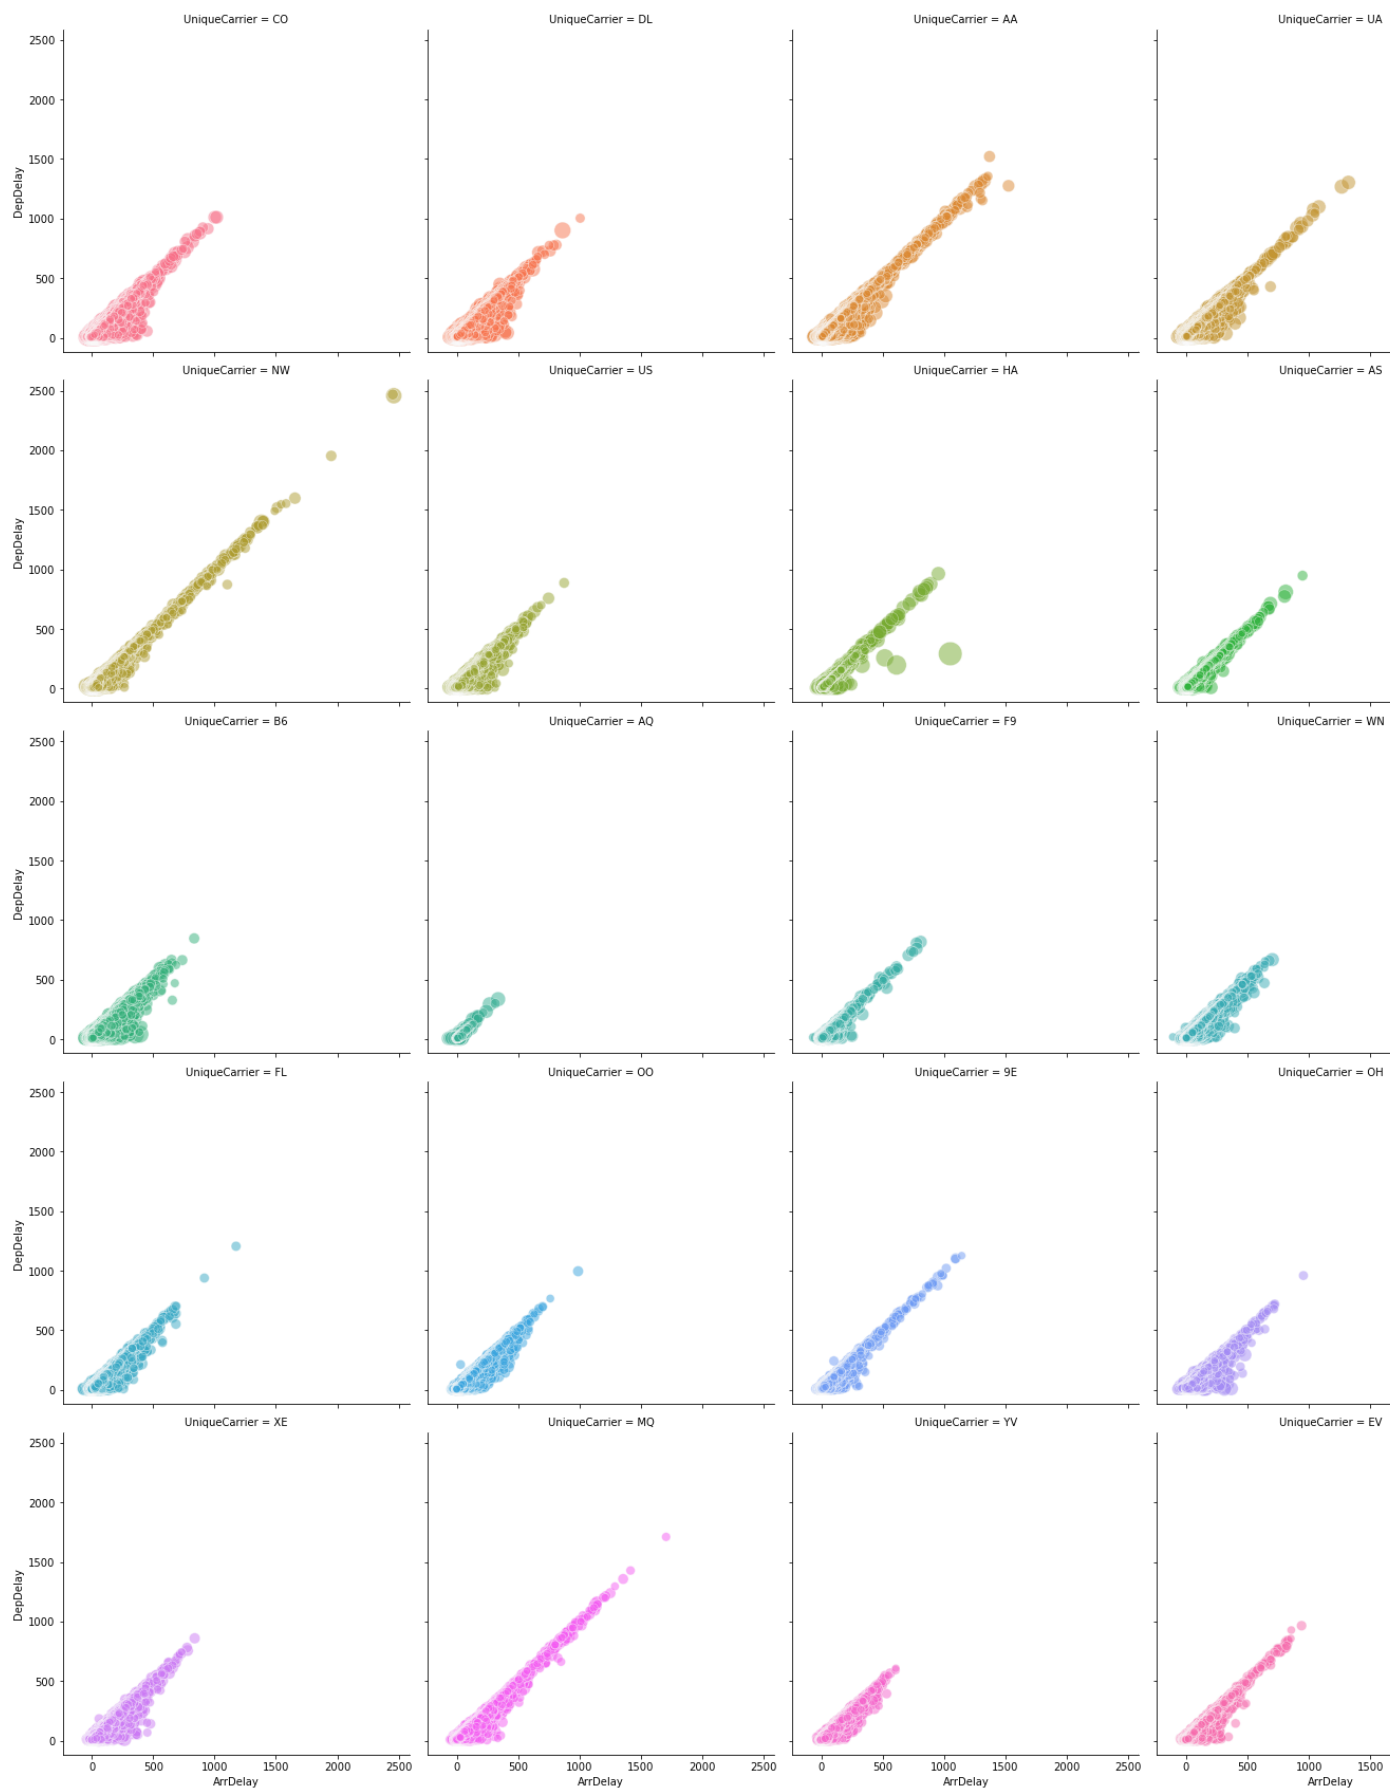 UniqueCarrier = CO
UniqueCarrier = DL
UniqueCarrier = AA
UniqueCarrier = UA
2500
2000
1500
1000
500
0
DepDelay
UniqueCarrier = NW
UniqueCarrier = US
UniqueCarrier = HA
UniqueCarrier = AS
2500
2000
1500
1000
500
0
DepDelay
UniqueCarrier = B6
UniqueCarrier = AQ
UniqueCarrier = F9
UniqueCarrier = WN
2500
2000
1500
1000
500
0
DepDelay
UniqueCarrier = FL
UniqueCarrier = OO
UniqueCarrier = 9E
UniqueCarrier = OH
2500
2000
1500
1000
500
0
DepDelay
UniqueCarrier = XE
UniqueCarrier = MQ
UniqueCarrier = YV
UniqueCarrier = EV
2500
2000
1500
1000
500
0
DepDelay
0 500 1000 1500 2000 2500
0 500 1000 1500 2000 2500
0 500 1000 1500 2000 2500
0 500 1000 1500
ArrDelay
ArrDelay
ArrDelay
ArrDelay